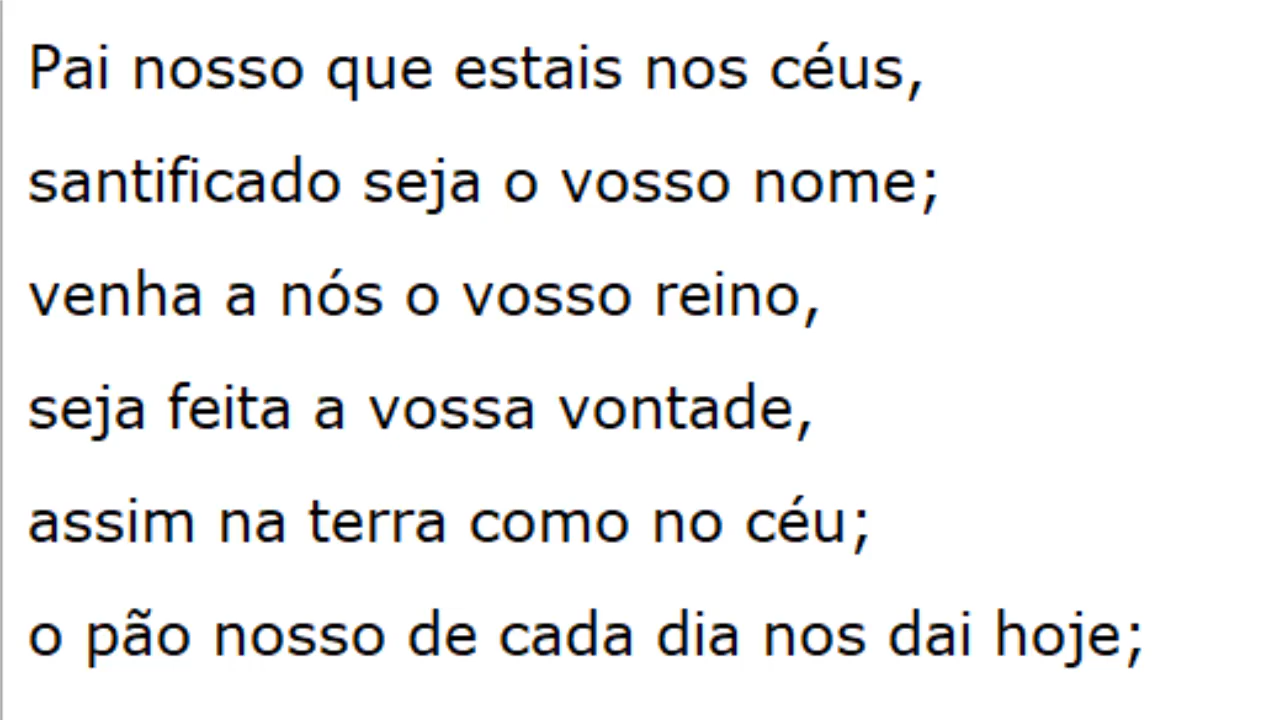 Pai nosso que estais nos céus,
santificado seja o vosso nome;
venha a nós o vosso reino,
seja feita a vossa vontade,
assim na terra como no céu;
o pão nosso de cada dia nos dai hoje;